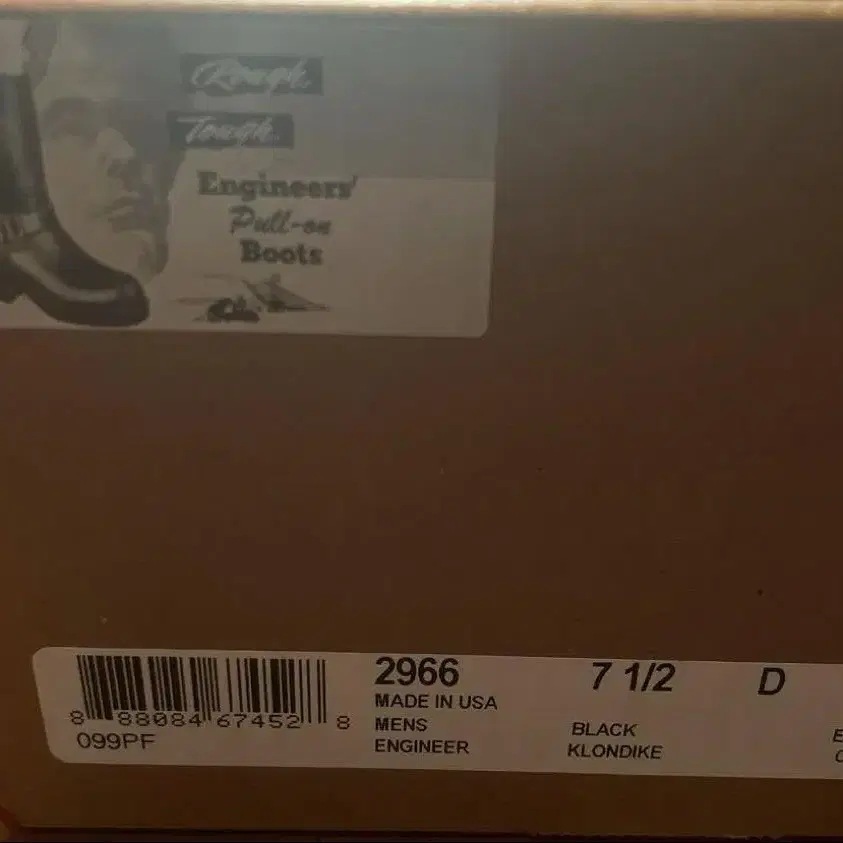 Rough
Tough
Engineers'
Pull-on
Boots
2966 7 1/2 D
MADE IN USA
MENS BLACK
ENGINEER KLONDIKE
8 88084 67452 8
099PF